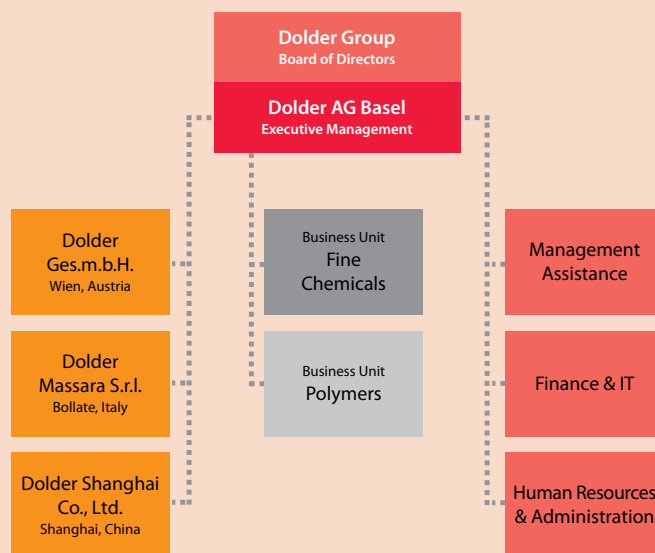 Dolder Group
Board of Directors
Dolder AG Basel
Executive Management
Dolder
Ges.m.b.H.
Wien, Austria
Business Unit
Fine
Chemicals
Management
Assistance
Dolder
Massara S.r.l.
Bollate, Italy
Business Unit
Polymers
Finance & IT
Dolder Shanghai
Co., Ltd.
Shanghai, China
Human Resources
& Administration